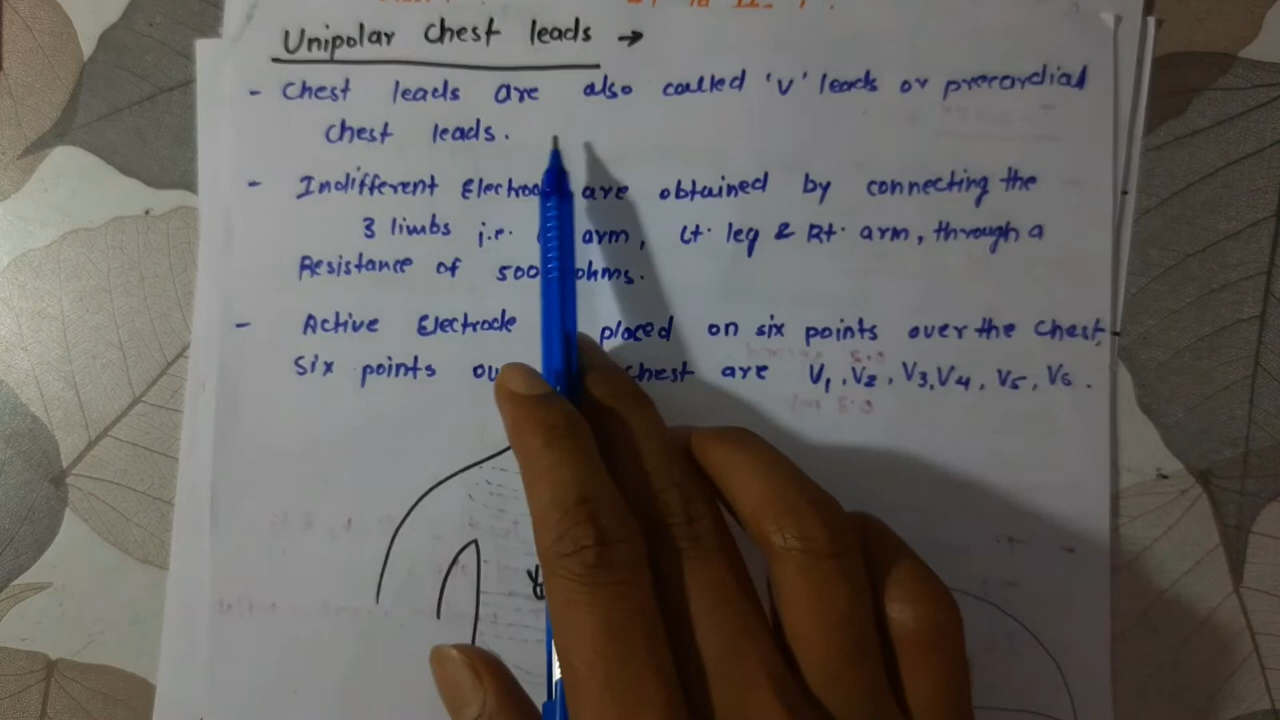 Unipolar Chest leads →
- Chest leads are also called 'V' leads or precardial
chest leads.
- Indifferent are obtained by connecting the
3 limbs i.e. arm, Lt. leg & Rt. arm, through a
Resistance of ohms.
- Active Electrode placed on six points over the chest.
Six points chest are V1, V2, V3, V4, V5, V6.